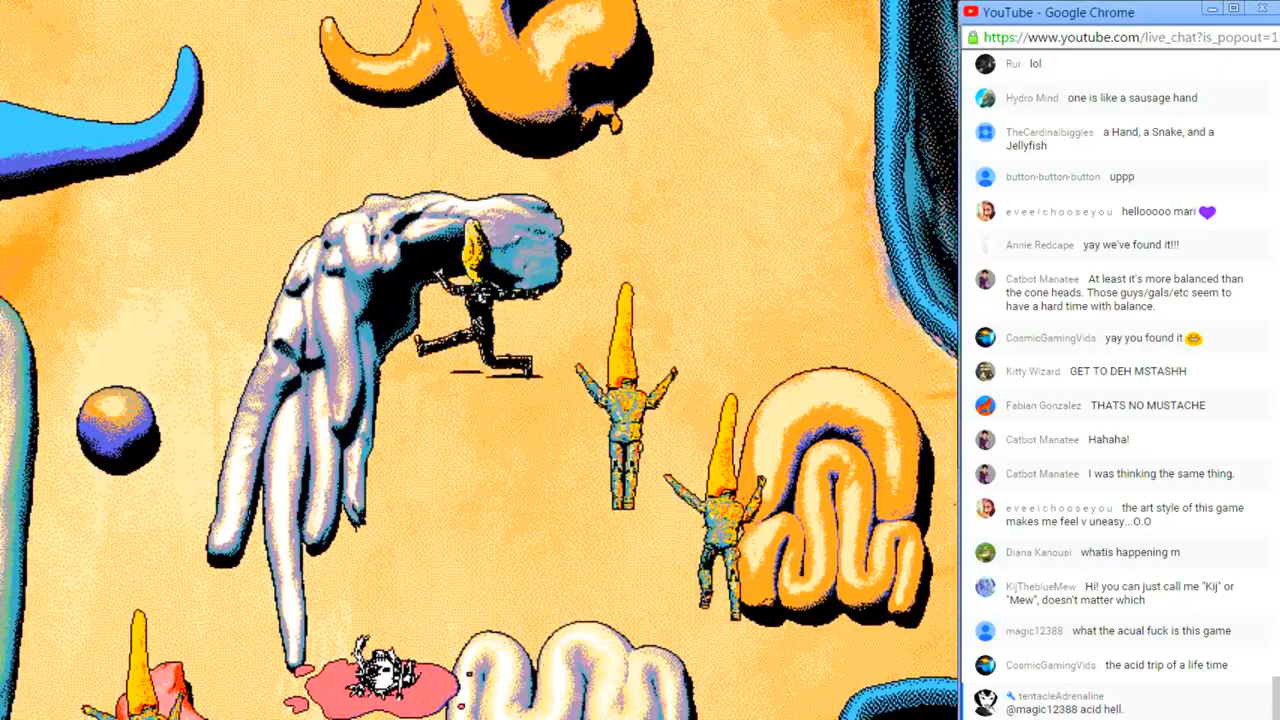 YouTube - Google Chrome
https://www.youtube.com/live_chat?is_popout=1
Rui lol
Hydro Mind one is like a sausage hand
TheCardinalbiggles a Hand, a Snake, and a
Jellyfish
button-button-button uppp
e v e e i c h o o s e y o u hellooooo mari 💜
Annie Redcape yay we've found it!!!
Catbot Manatee At least it's more balanced than
the cone heads. Those guys/gals/etc seem to
have a hard time with balance.
CosmicGamingVids yay you found it 😊
Kitty Wizard GET TO DEH MSTASHH
Fabian Gonzalez THATS NO MUSTACHE
Catbot Manatee Hahaha!
Catbot Manatee I was thinking the same thing.
e v e e i c h o o s e y o u the art style of this game
makes me feel v uneasy...O.O
Diana Kanousi whatis happening rn
KijTheblueMew Hi! you can just call me "Kij" or
"Mew", doesn't matter which
magic12388 what the acual fuck is this game
CosmicGamingVids the acid trip of a life time
tentacleAdrenaline
@magic12388 acid hell.